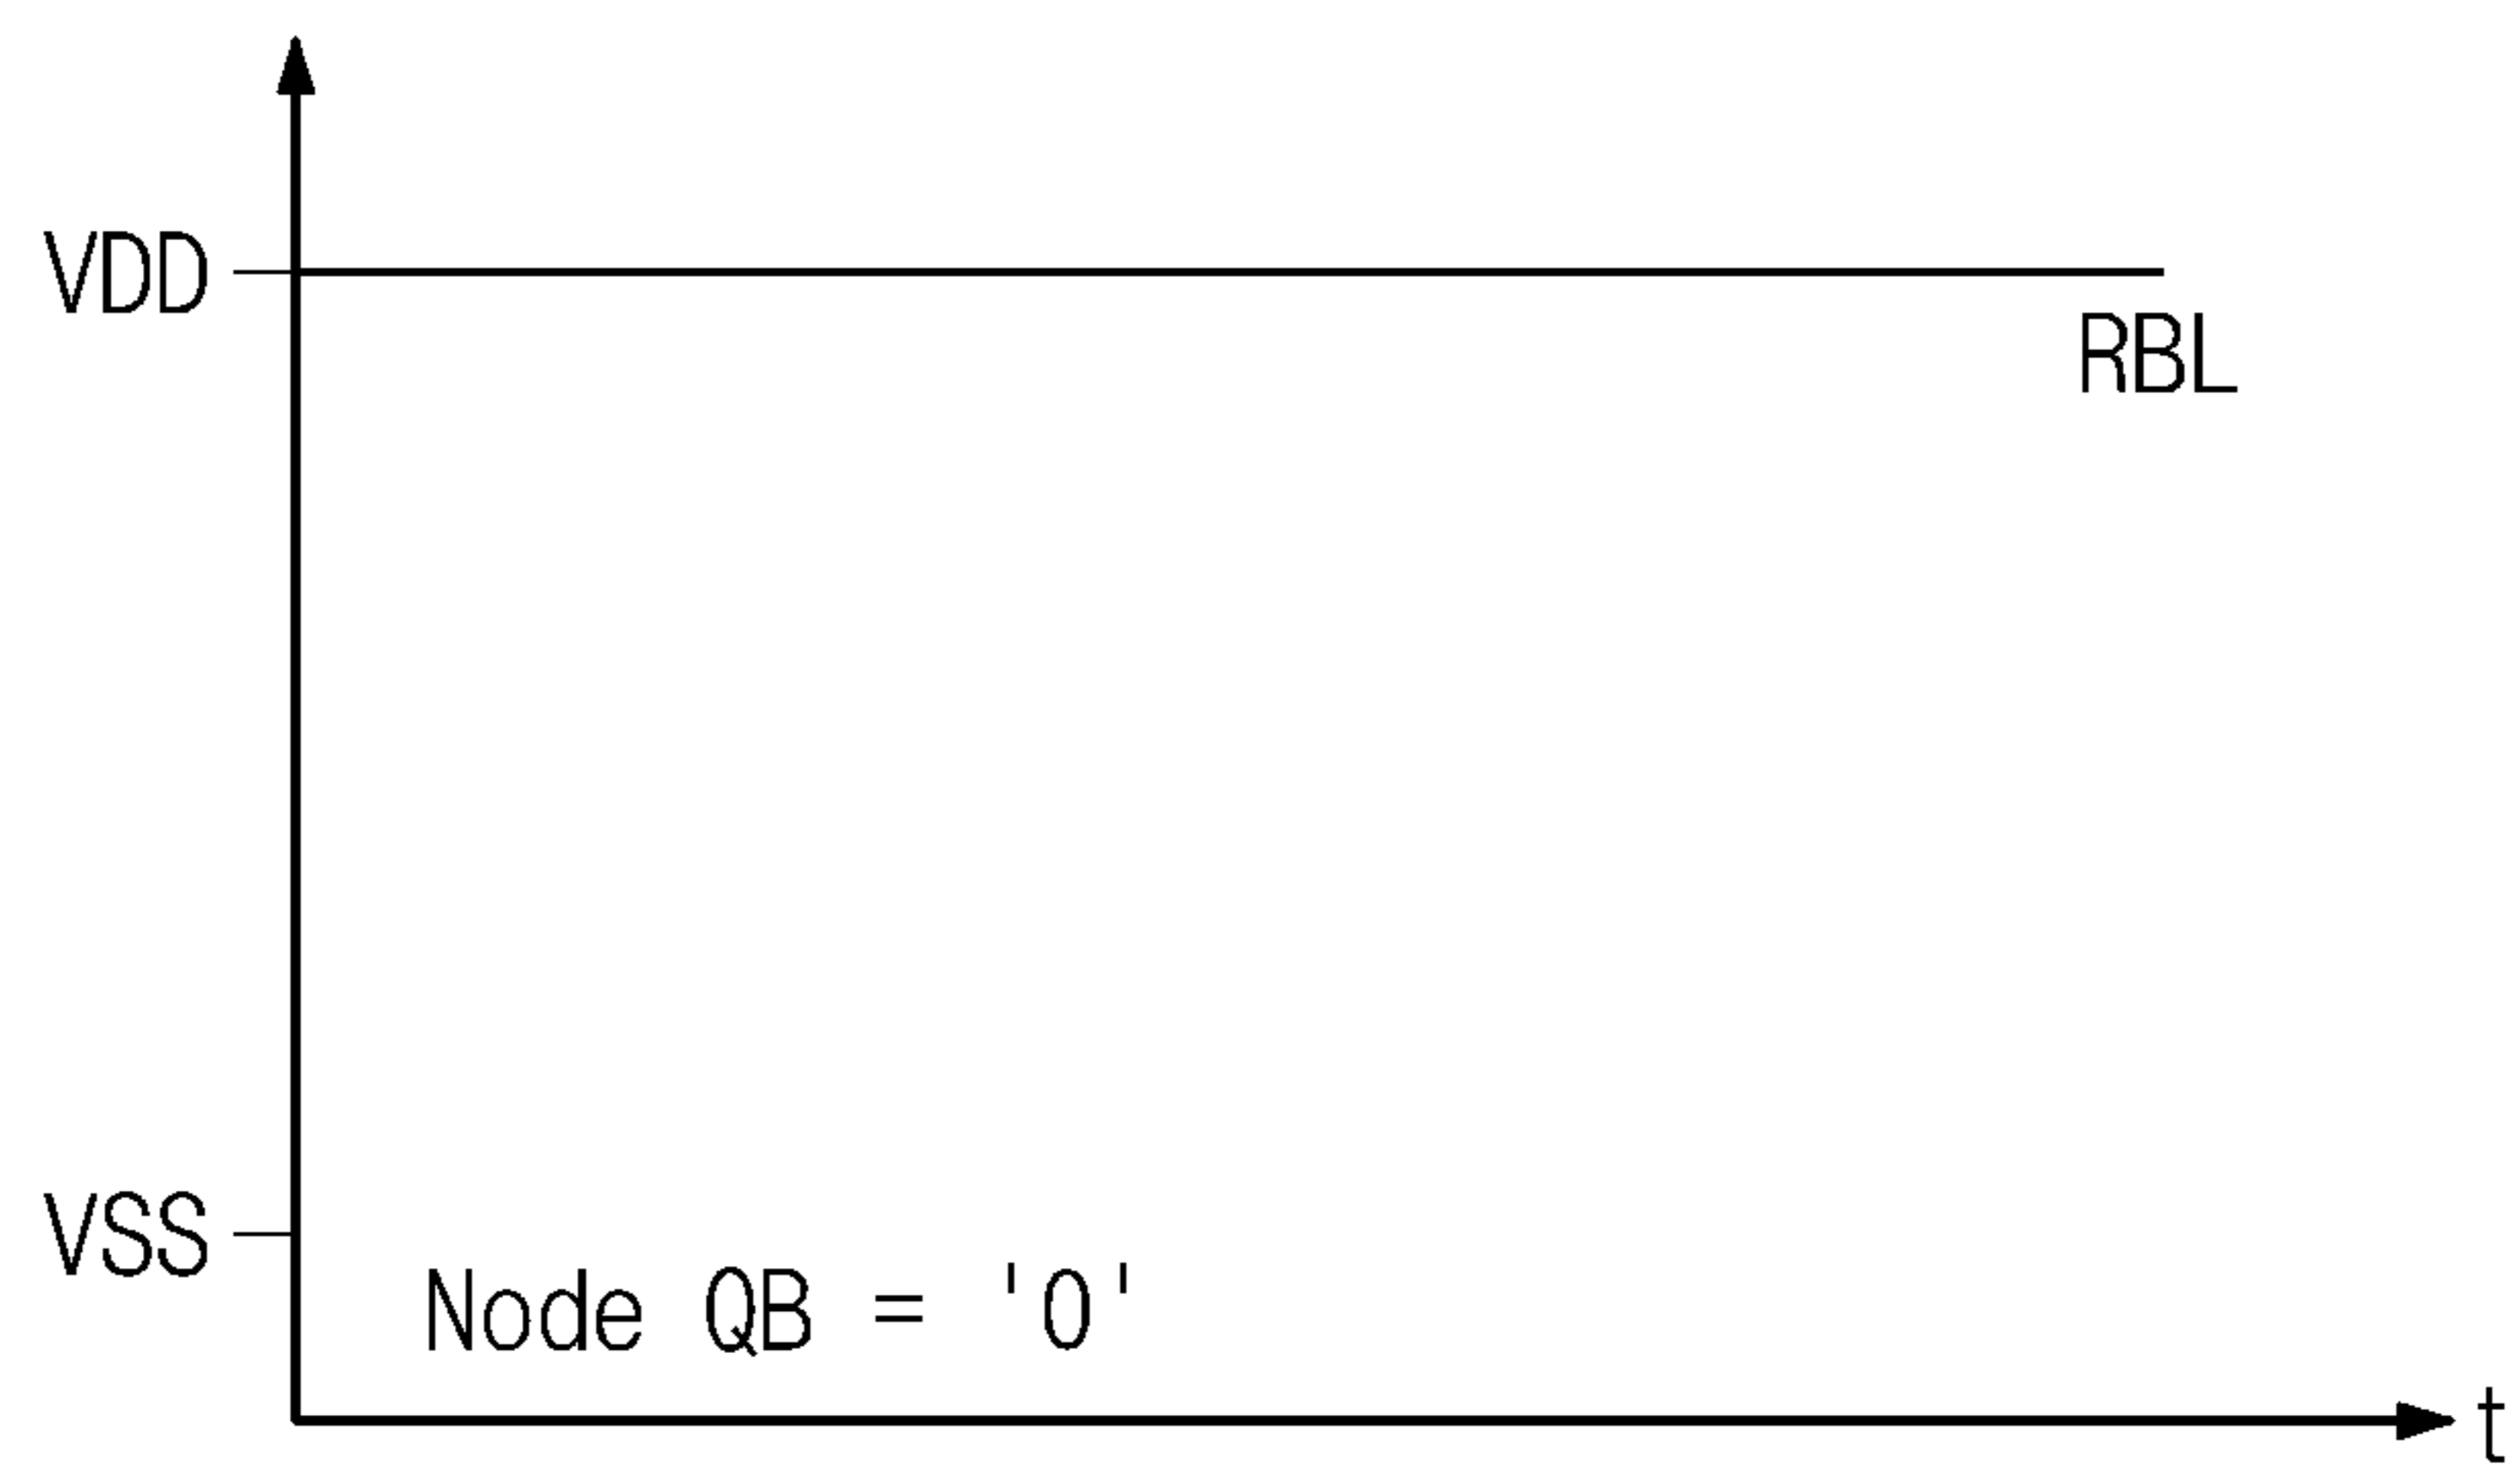 VDD
RBL
VSS
Node QB = '0'
t